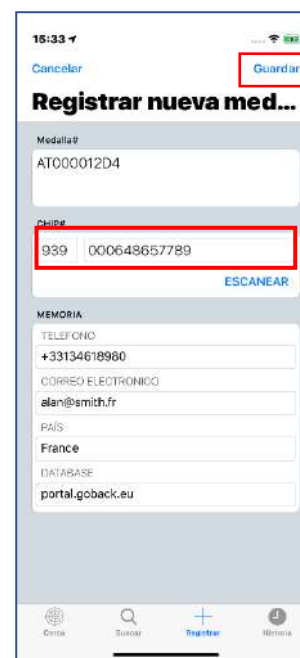 15:33
Cancelar
Guardar
Registrar nueva med...
Medalla#
AT000012D4
CHIP#
939 000648657789
ESCANEAR
MEMORIA
TELEFONO
+33134618980
CORREO ELECTRONICO
alan@smith.fr
PAÍS
France
DATABASE
portal.goback.eu
Cerca Buscar Registrar Historia